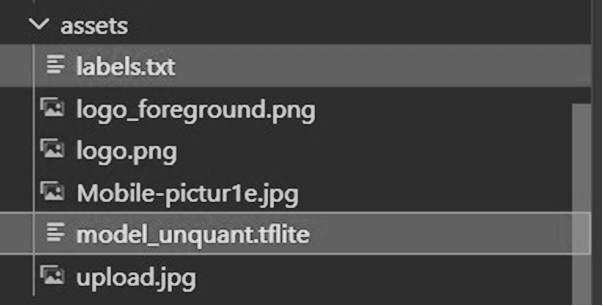 assets
labels.txt
logo_foreground.png
logo.png
Mobile-pictur1e.jpg
model_unquant.tflite
upload.jpg